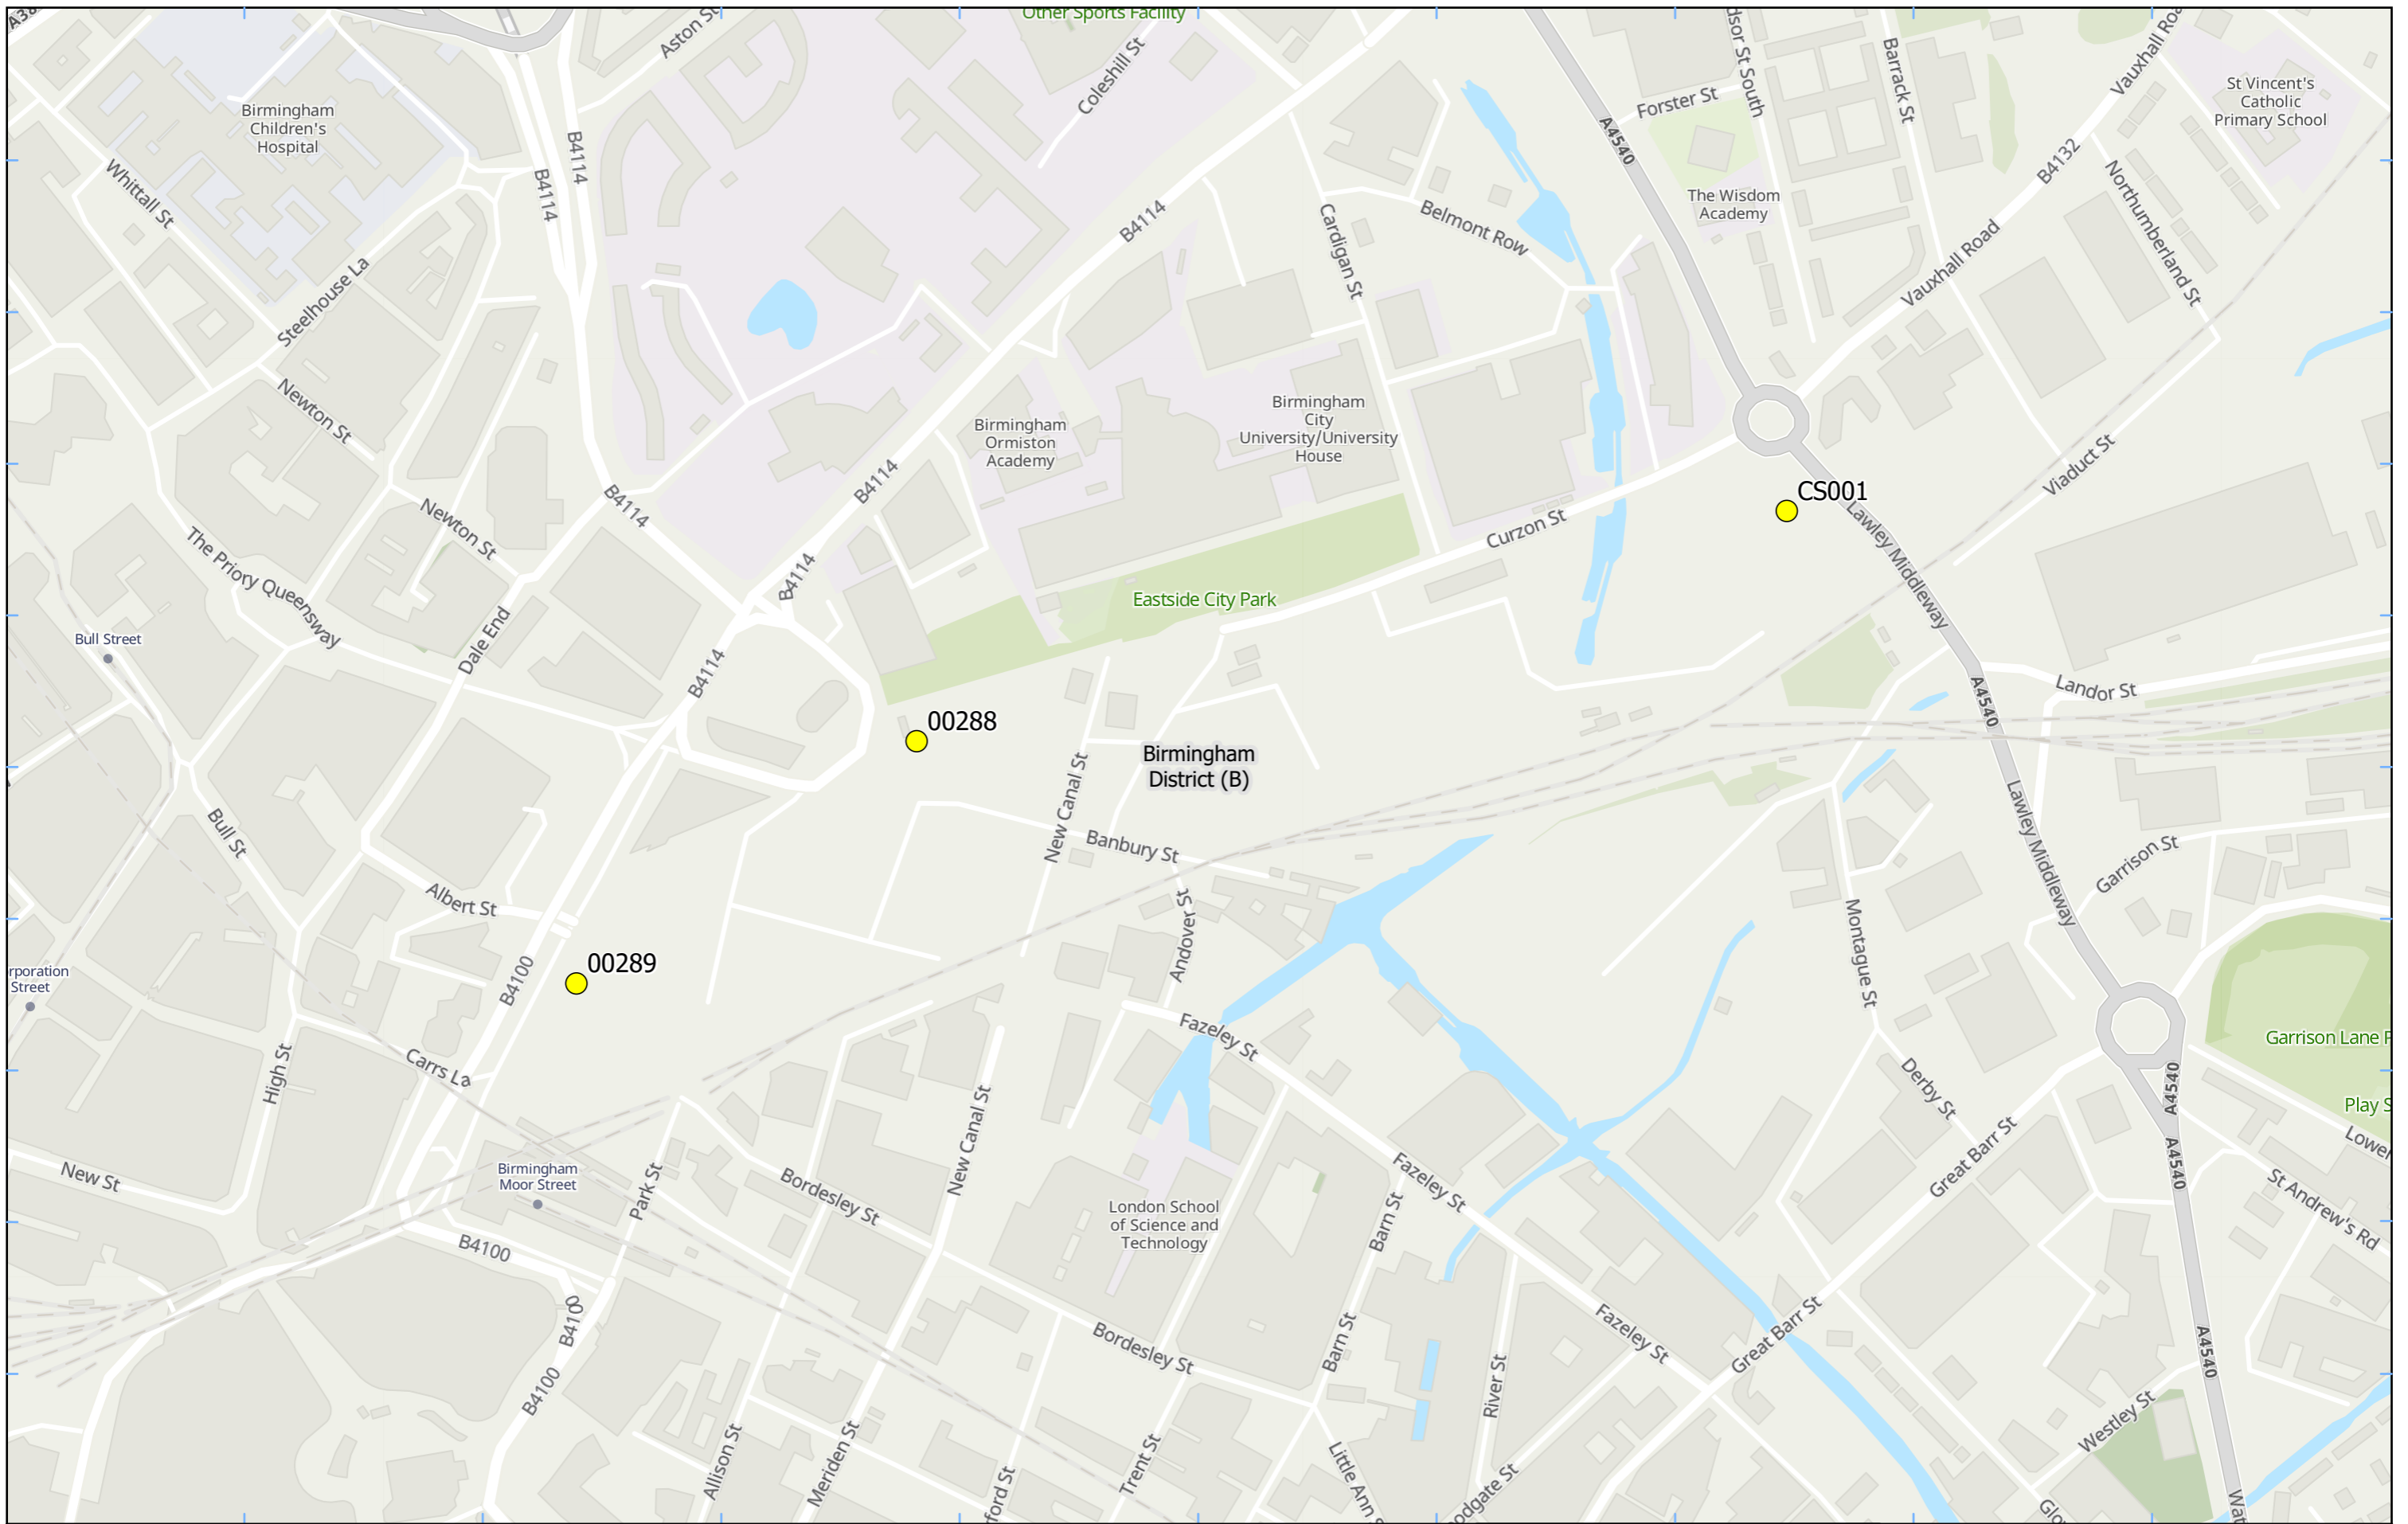 A38
Aston St
Other Sports Facility
Coleshill St
Barrack St
Vauxhall Road
St Vincent's
Catholic
Primary School
Birmingham
Children's
Hospital
B4114
B4114
Forster St
A4540
The Wisdom
Academy
B4132
Northumberland St
Whittall St
Steelhouse La
B4114
Cardigan St
Belmont Row
Vauxhall Road
Newton St
Birmingham
Ormiston
Academy
Birmingham
City
University/University
House
Viaduct St
B4114
B4114
Newton St
CS001
Lawley Middleway
Curzon St
The Priory Queensway
B4114
Eastside City Park
Bull Street
Dale End
B4114
Landor St
A4540
00288
Birmingham
District (B)
New Canal St
Banbury St
Bull St
Lawley Middleway
Garrison St
Albert St
Andover St
Montague St
00289
B4100
Street
Fazeley St
Garrison Lane
High St
Carrs La
Derby St
A4540
New Canal St
Great Barr St
New St
Birmingham
Moor Street
Park St
Bordesley St
London School
of Science and
Technology
Fazeley St
Barn St
A4540
St Andrew's Rd
B4100
B4100
Bordesley St
Barn St
Fazeley St
Great Barr St
A4540
River St
B4100
Westley St
Allison St
Meriden St
Trent St
Little Ann